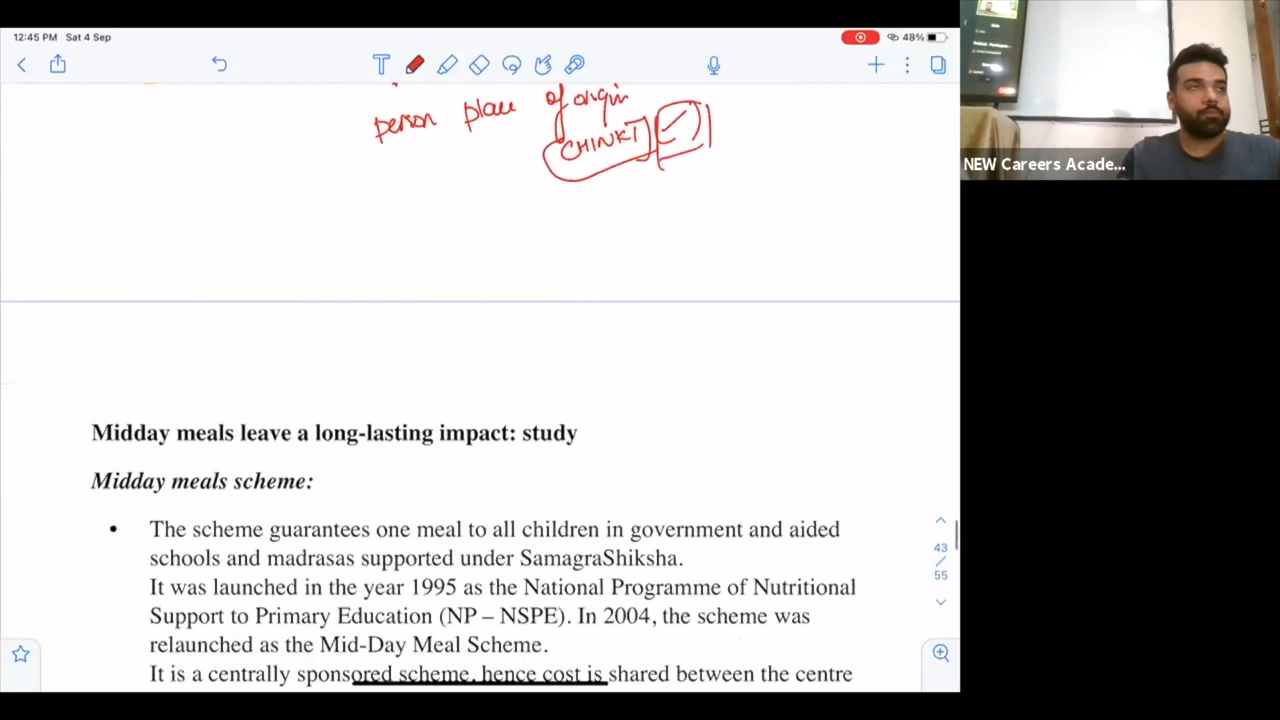 12:45 PM Sat 4 Sep
48%
person place of origin
CHINKI
NEW Careers Acade...
Midday meals leave a long-lasting impact: study
Midday meals scheme:
• The scheme guarantees one meal to all children in government and aided
schools and madrasas supported under SamagraShiksha.
It was launched in the year 1995 as the National Programme of Nutritional
Support to Primary Education (NP – NSPE). In 2004, the scheme was
relaunched as the Mid-Day Meal Scheme.
It is a centrally sponsored scheme, hence cost is shared between the centre
43
/
55